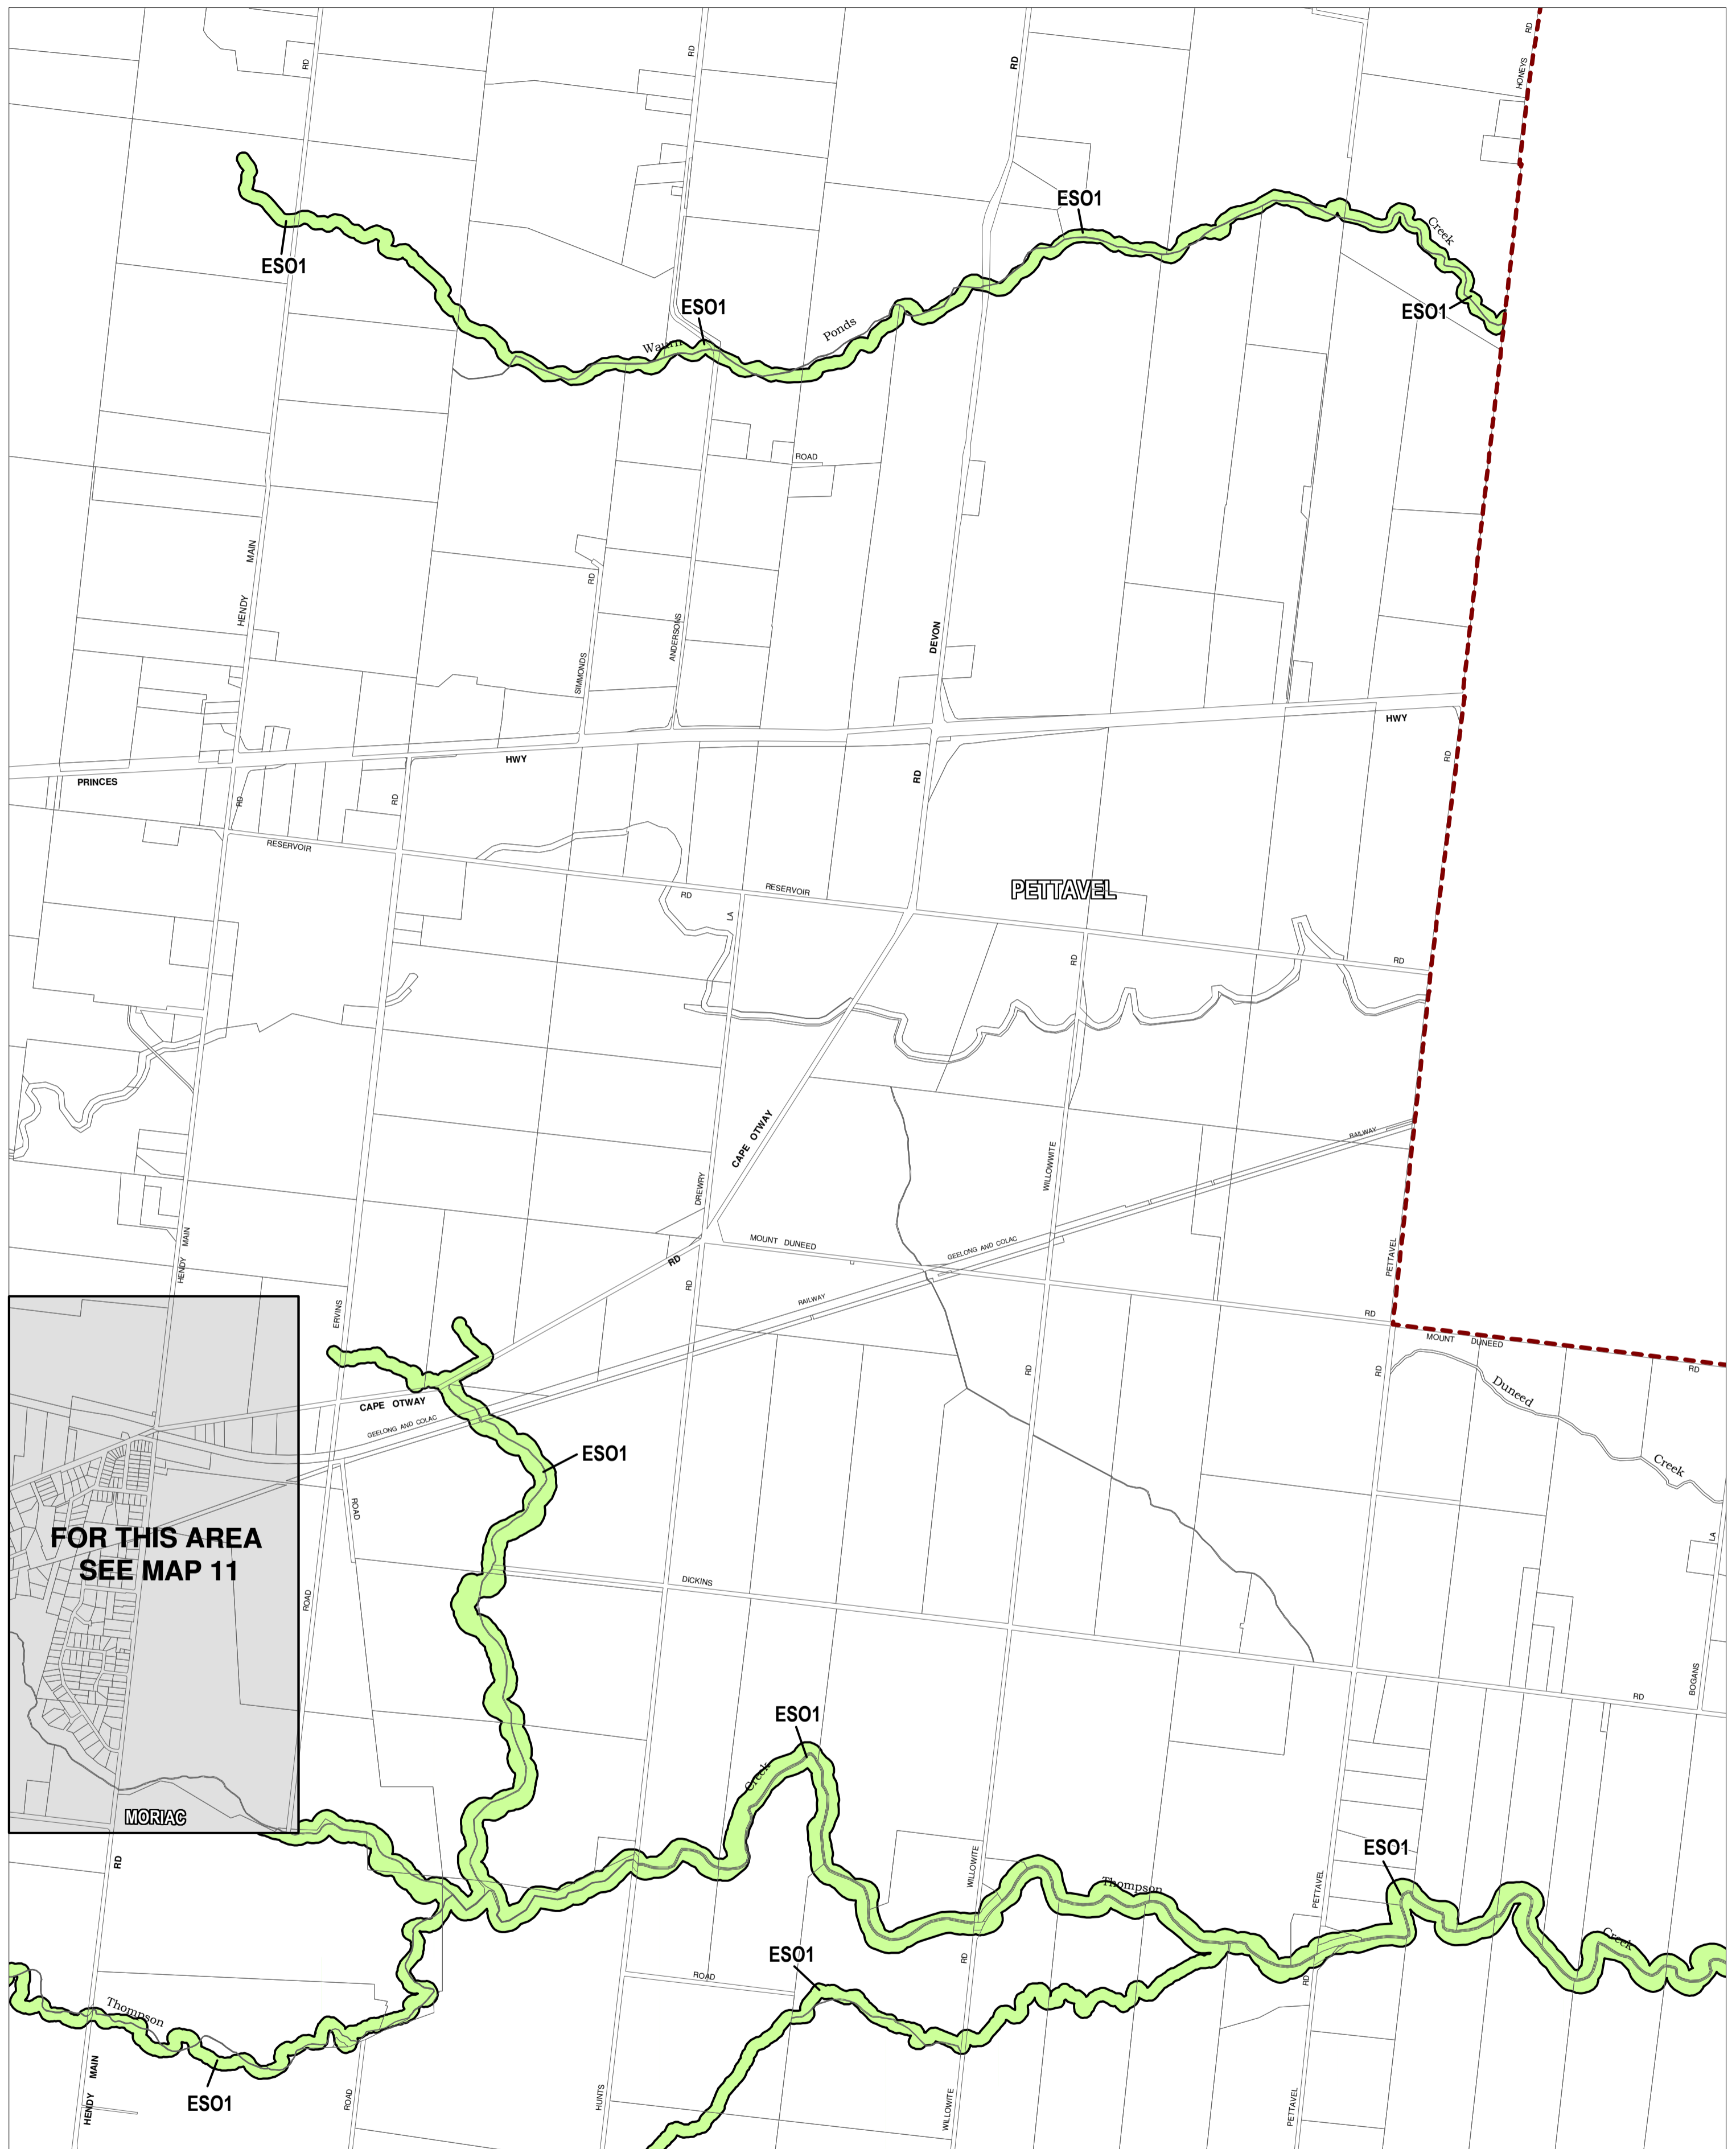 RD
RD
RD
RD
HONEYS
ESO1
Creek
ESO1
ESO1
ESO1
Ponds
Waurn
ROAD
MAIN
RD
HENDY
ANDERSONS
DEVON
SIMMONDS
HWY
HWY
PRINCES
RD
RD
RD
RD
RESERVOIR
RESERVOIR
RD
PETTAVEL
LA
RD
RD
CAPE OTWAY
RAILWAY
WILLOWWITE
DREWRY
MAIN
HENDY
MOUNT DUNEED
GEELONG AND COLAC
PETTAVEL
RD
RD
RAILWAY
ERVINS
RD
MOUNT DUNEED
RD
RD
RD
Duneed
CAPE OTWAY
GEELONG AND COLAC
ESO1
Creek
ROAD
FOR THIS AREA
SEE MAP 11
LA
DICKINS
ROAD
BOGANS
RD
ESO1
Creek
MORIAC
ESO1
RD
WILLOWITE
Thompson
PETTAVEL
Creek
ESO1
RD
ROAD
RD
Thompson
MAIN
HENDY
ESO1
ROAD
HUNTS
WILLOWITE
PETTAVEL